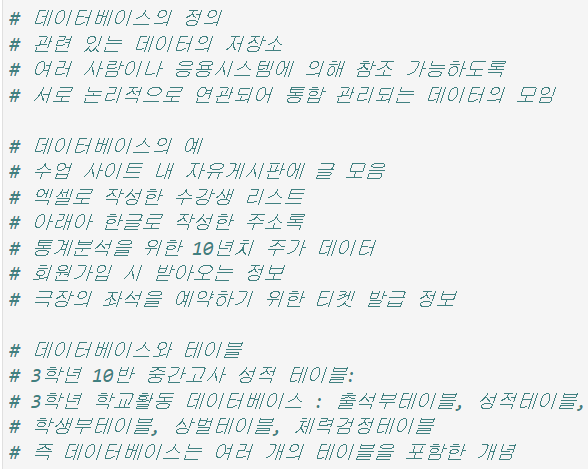 # 데이터베이스의 정의
# 관련 있는 데이터의 저장소
# 여러 사람이나 응용시스템에 의해 참조 가능하도록
# 서로 논리적으로 연관되어 통합 관리되는 데이터의 모임
# 데이터베이스의 예
# 수업 사이트 내 자유게시판에 글 모음
# 엑셀로 작성한 수강생 리스트
# 아래아 한글로 작성한 주소록
# 통계분석을 위한 10년치 주가 데이터
# 회원가입 시 받아오는 정보
# 극장의 좌석을 예약하기 위한 티켓 발급 정보
# 데이터베이스와 테이블
# 3학년 10반 중간고사 성적 테이블:
# 3학년 학교활동 데이터베이스 : 출석부테이블, 성적테이블,
# 학생부테이블, 상벌테이블, 체력검정테이블
# 즉 데이터베이스는 여러 개의 테이블을 포함한 개념